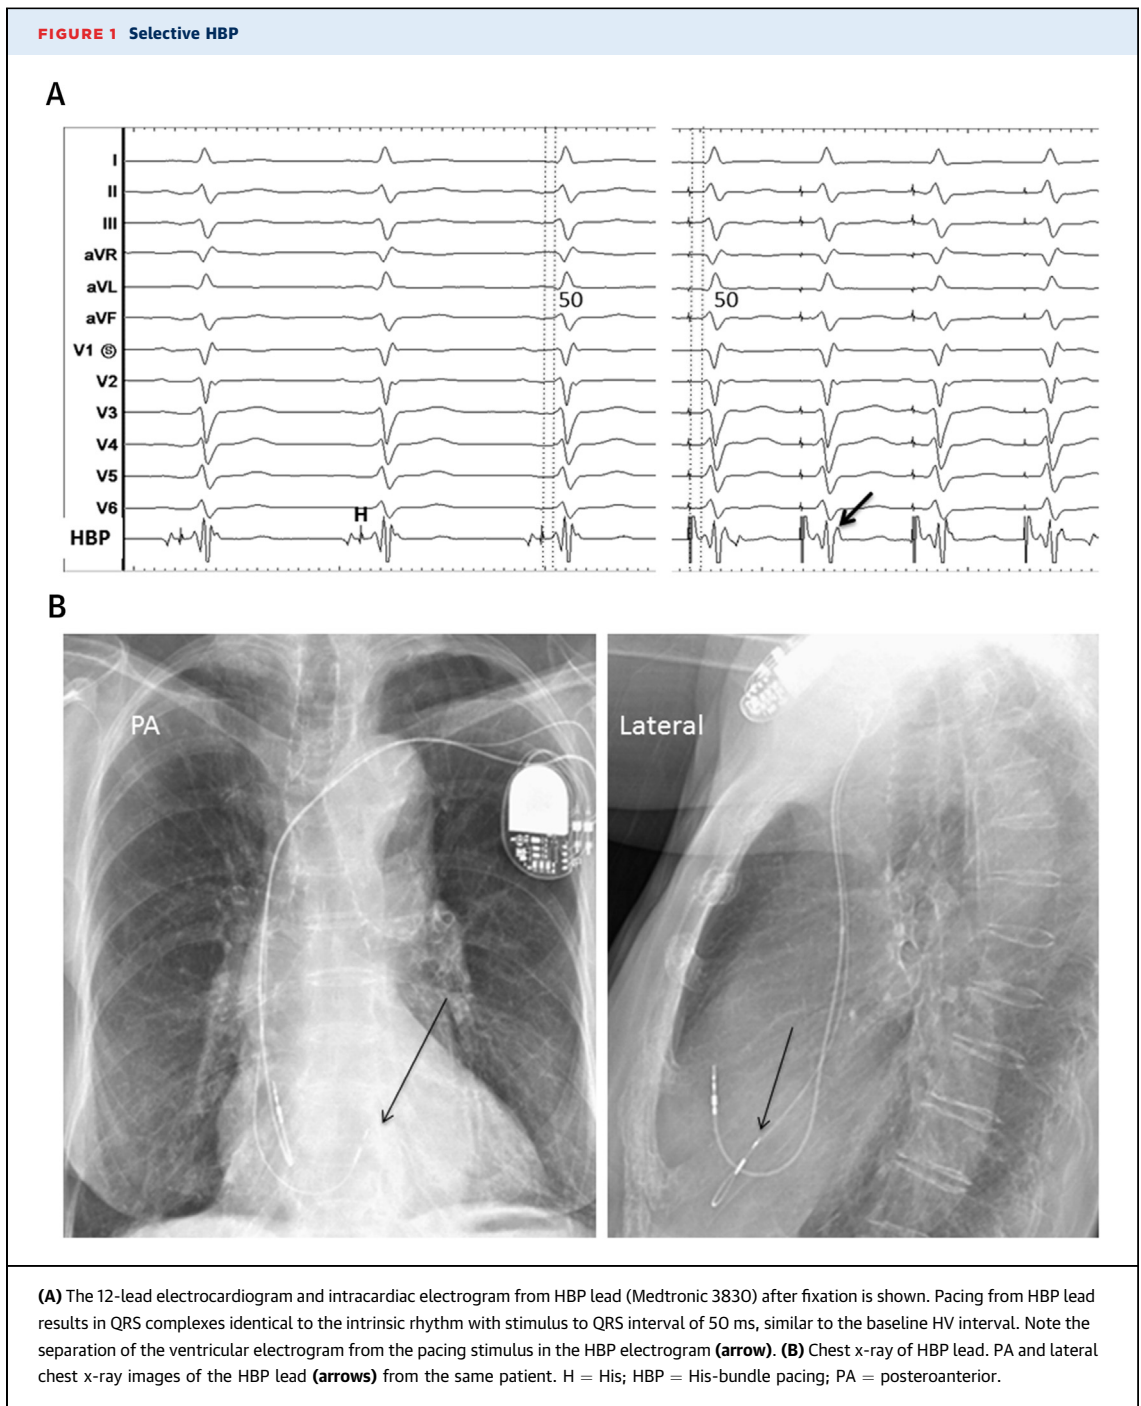 FIGURE 1 Selective HBP
A
I
II
III
aVR
aVL
50
50
aVF
V1 Ⓢ
V2
V3
V4
V5
V6
H
HBP
B
PA
Lateral
(A) The 12-lead electrocardiogram and intracardiac electrogram from HBP lead (Medtronic 3830) after fixation is shown. Pacing from HBP lead
results in QRS complexes identical to the intrinsic rhythm with stimulus to QRS interval of 50 ms, similar to the baseline HV interval. Note the
separation of the ventricular electrogram from the pacing stimulus in the HBP electrogram (arrow). (B) Chest x-ray of HBP lead. PA and lateral
chest x-ray images of the HBP lead (arrows) from the same patient. H = His; HBP = His-bundle pacing; PA = posteroanterior.